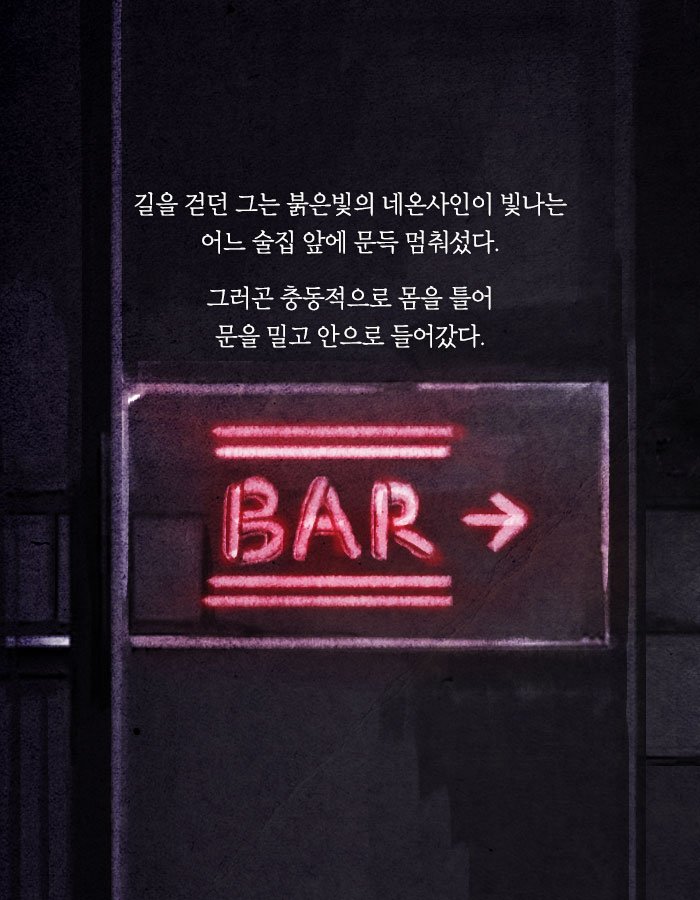 길을 걷던 그는 붉은빛의 네온사인이 빛나는
어느 술집 앞에 문득 멈춰섰다.
그러곤 충동적으로 몸을 틀어
문을 밀고 안으로 들어갔다.
BAR →